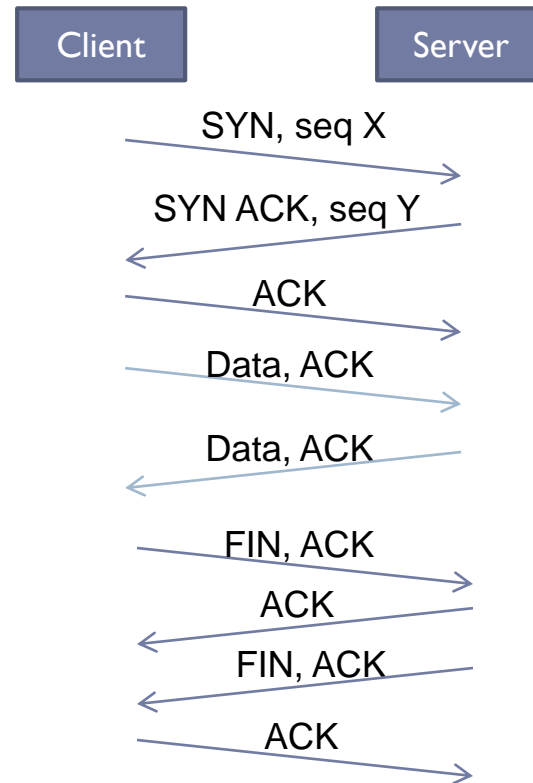 Client
Server
SYN, seq X
SYN ACK, seq Y
ACK
Data, ACK
Data, ACK
FIN, ACK
ACK
FIN, ACK
ACK